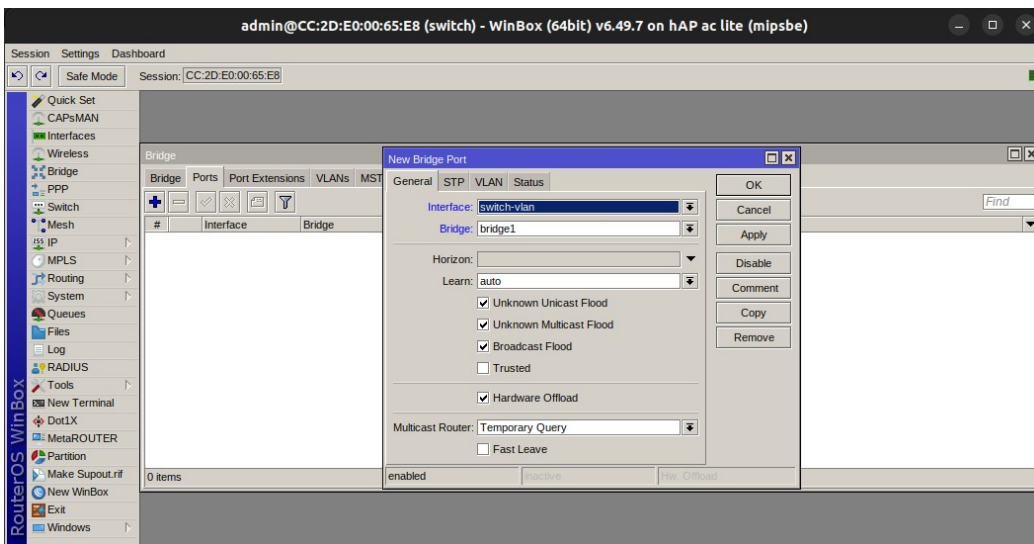 admin@CC:2D:E0:00:65:E8 (switch) - WinBox (64bit) v6.49.7 on hAP ac lite (mipsbe)
Session Settings Dashboard
Safe Mode Session: CC:2D:E0:00:65:E8
Quick Set
CAPsMAN
Interfaces
Wireless
Bridge
PPP
Switch
Mesh
IP
MPLS
Routing
System
Queues
Files
Log
RADIUS
Tools
New Terminal
Dot1X
MetaROUTER
Partition
Make Supout.rif
New WinBox
Exit
Windows
RouterOS WinBox
Bridge
Bridge Ports Port Extensions VLANs MST
Find
# Interface Bridge
0 items
New Bridge Port
General STP VLAN Status
Interface: switch-vlan
Bridge: bridge1
Horizon:
Learn: auto
Unknown Unicast Flood
Unknown Multicast Flood
Broadcast Flood
Trusted
Hardware Offload
Multicast Router: Temporary Query
Fast Leave
enabled inactive Hw. Offload
OK
Cancel
Apply
Disable
Comment
Copy
Remove